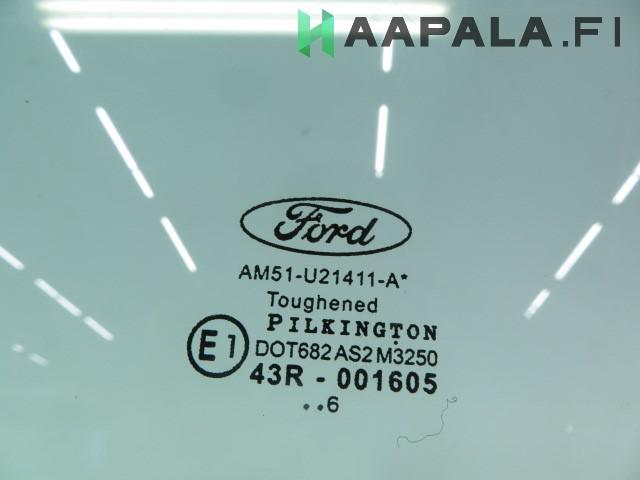 HAAPALA.FI
Ford
AM51-U21411-A*
Toughened
PILKINGTON
E1
DOT682 AS2 M3250
43R - 001605
..6